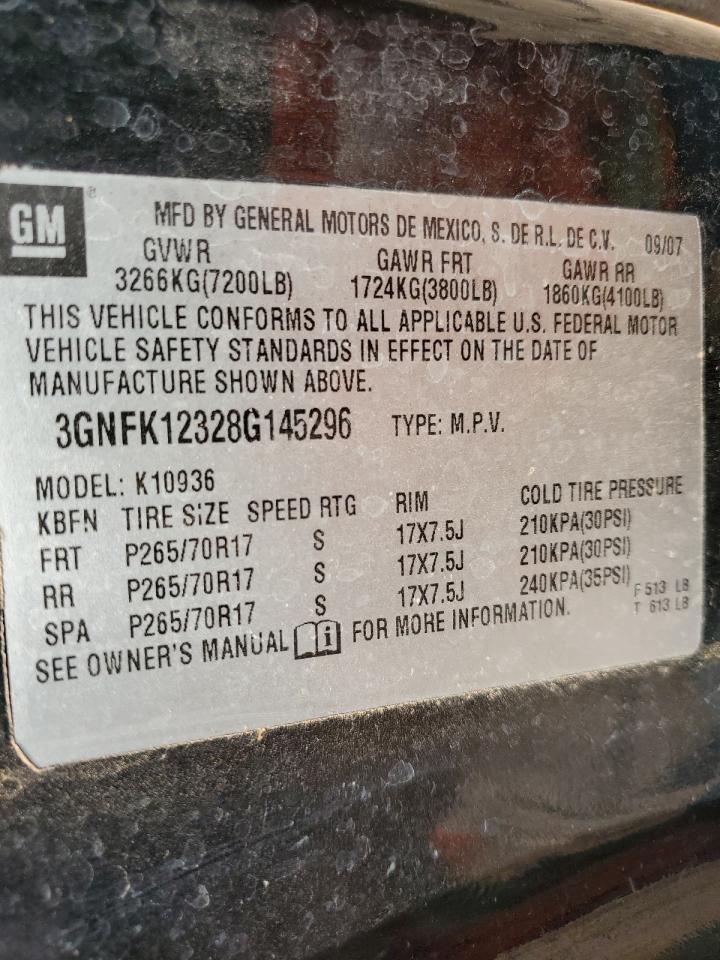 GM ®
MFD BY GENERAL MOTORS DE MEXICO, S. DE R.L. DE C.V. 09/07
GVWR GAWR FRT GAWR RR
3266KG(7200LB) 1724KG(3800LB) 1860KG(4100LB)
THIS VEHICLE CONFORMS TO ALL APPLICABLE U.S. FEDERAL MOTOR
VEHICLE SAFETY STANDARDS IN EFFECT ON THE DATE OF
MANUFACTURE SHOWN ABOVE.
3GNFK12328G145296 TYPE: M.P.V.
MODEL: K10936
KBFN TIRE SIZE SPEED RTG RIM COLD TIRE PRESSURE
FRT P265/70R17 S 17X7.5J 210KPA(30PSI)
RR P265/70R17 S 17X7.5J 210KPA(30PSI)
SPA P265/70R17 S 17X7.5J 240KPA(35PSI) F 513 LB
SEE OWNER'S MANUAL i FOR MORE INFORMATION. T 613 LB